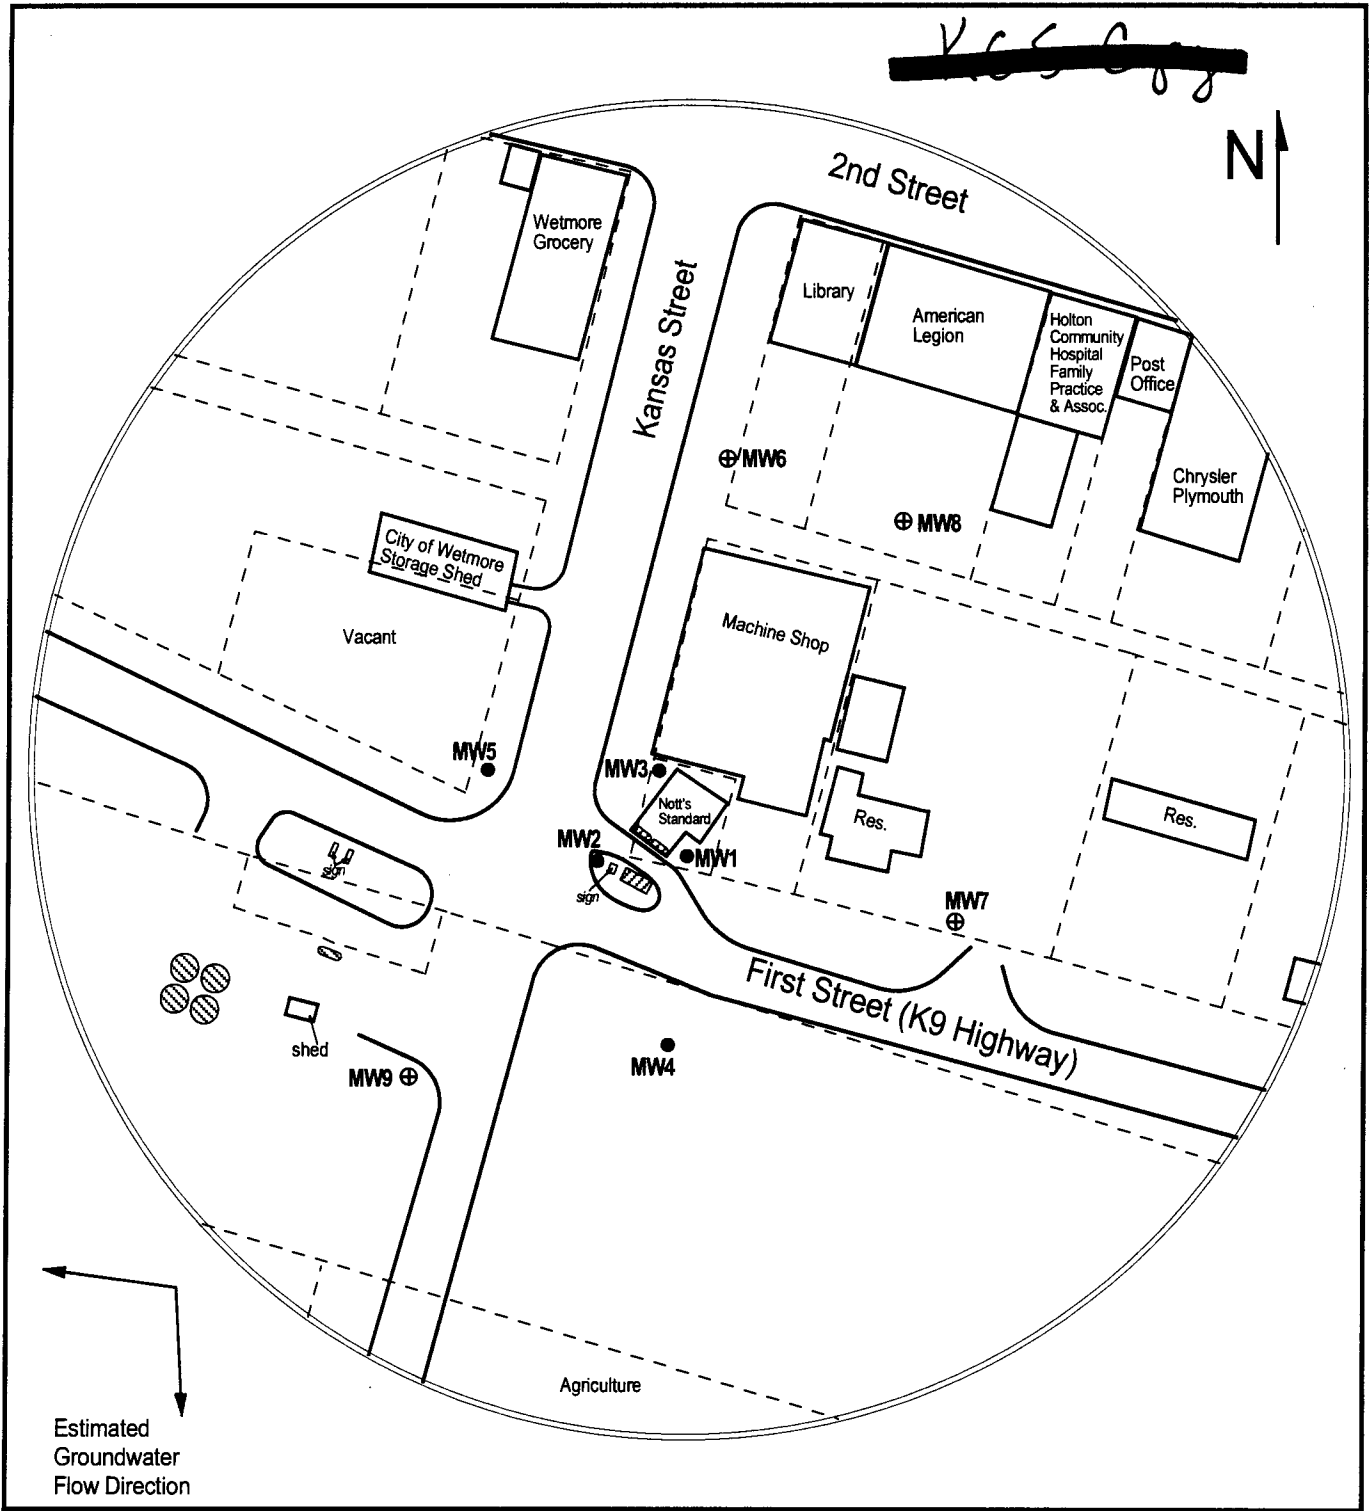 N
2nd Street
Wetmore
Grocery
Kansas Street
Library
American
Legion
Holton
Community
Hospital
Family
Practice
& Assoc.
Post
Office
Chrysler
Plymouth
MW6
MW8
City of Wetmore
Storage Shed
Vacant
Machine Shop
MW5
MW3
Nott's
Standard
Res.
Res.
MW2
MW1
sign
sign
MW7
First Street (K9 Highway)
shed
MW9
MW4
Agriculture
Estimated
Groundwater
Flow Direction